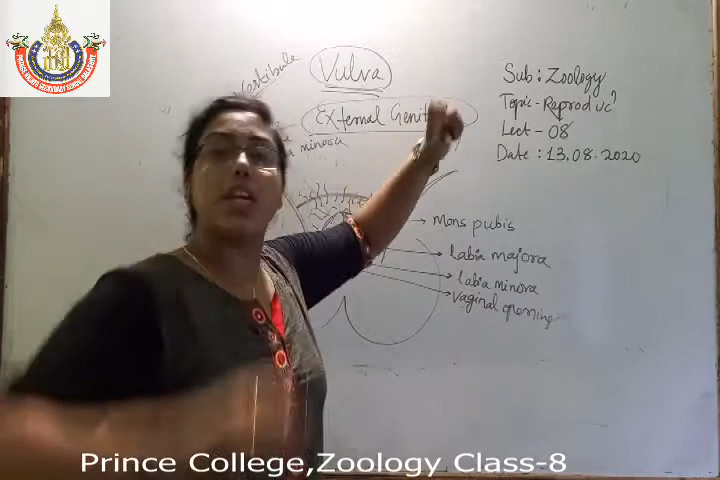 Vestibule
Vulva
External
minora
Sub: Zoology
Topic - Reproduc
Lect - 08
Date : 13.08.2020
mons pubis
labia majora
labia minora
vaginal opening
Prince College,Zoology Class-8